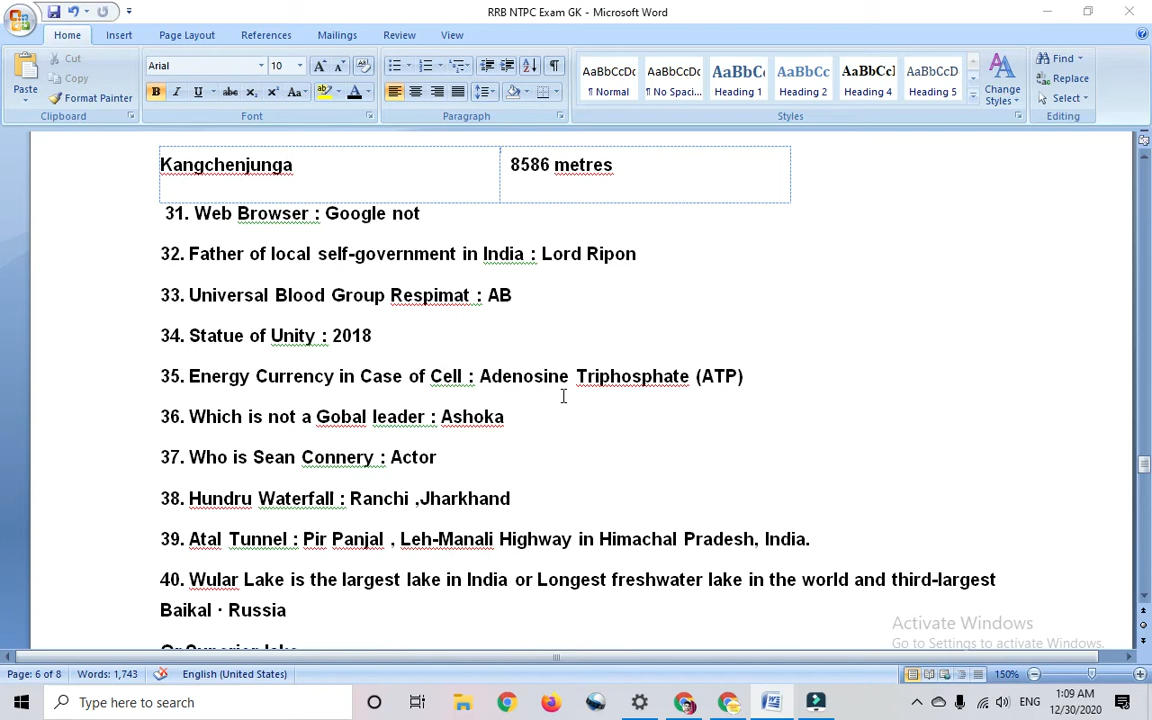 RRB NTPC Exam GK - Microsoft Word
Home Insert Page Layout References Mailings Review View
Cut
Copy
Format Painter
Paste
Clipboard
Arial 10
Font
Paragraph
AaBbCcDc AaBbCcDc AaBbC AaBbCc AaBbCcI AaBbCcD
¶ Normal ¶ No Spaci... Heading 1 Heading 2 Heading 4 Heading 5
Change Styles
Styles
Find
Replace
Select
Editing
Kangchenjunga 8586 metres
31. Web Browser : Google not
32. Father of local self-government in India : Lord Ripon
33. Universal Blood Group Respimat : AB
34. Statue of Unity : 2018
35. Energy Currency in Case of Cell : Adenosine Triphosphate (ATP)
36. Which is not a Gobal leader : Ashoka
37. Who is Sean Connery : Actor
38. Hundru Waterfall : Ranchi ,Jharkhand
39. Atal Tunnel : Pir Panjal , Leh-Manali Highway in Himachal Pradesh, India.
40. Wular Lake is the largest lake in India or Longest freshwater lake in the world and third-largest
Baikal · Russia
Or Superior lake
Activate Windows
Go to Settings to activate Windows.
Page: 6 of 8 Words: 1,743 English (United States) 150%
Type here to search
ENG
1:09 AM
12/30/2020